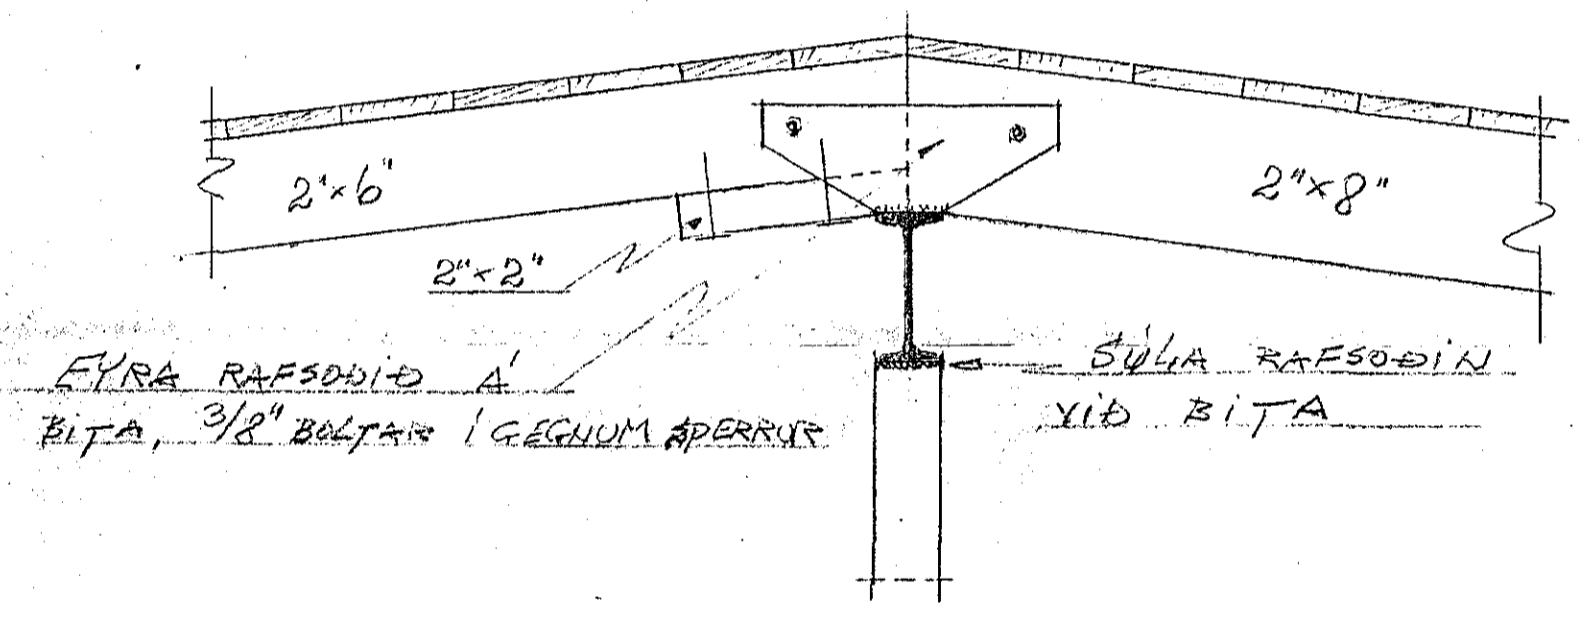 2"×6"
2"×8"
2"×2"
EYRA RAFSOÐIÐ Á
BITA, 3/8" BOLTAR Í GEGNUM SPERRUR
SÚLA RAFSOÐIN
VIÐ BITA